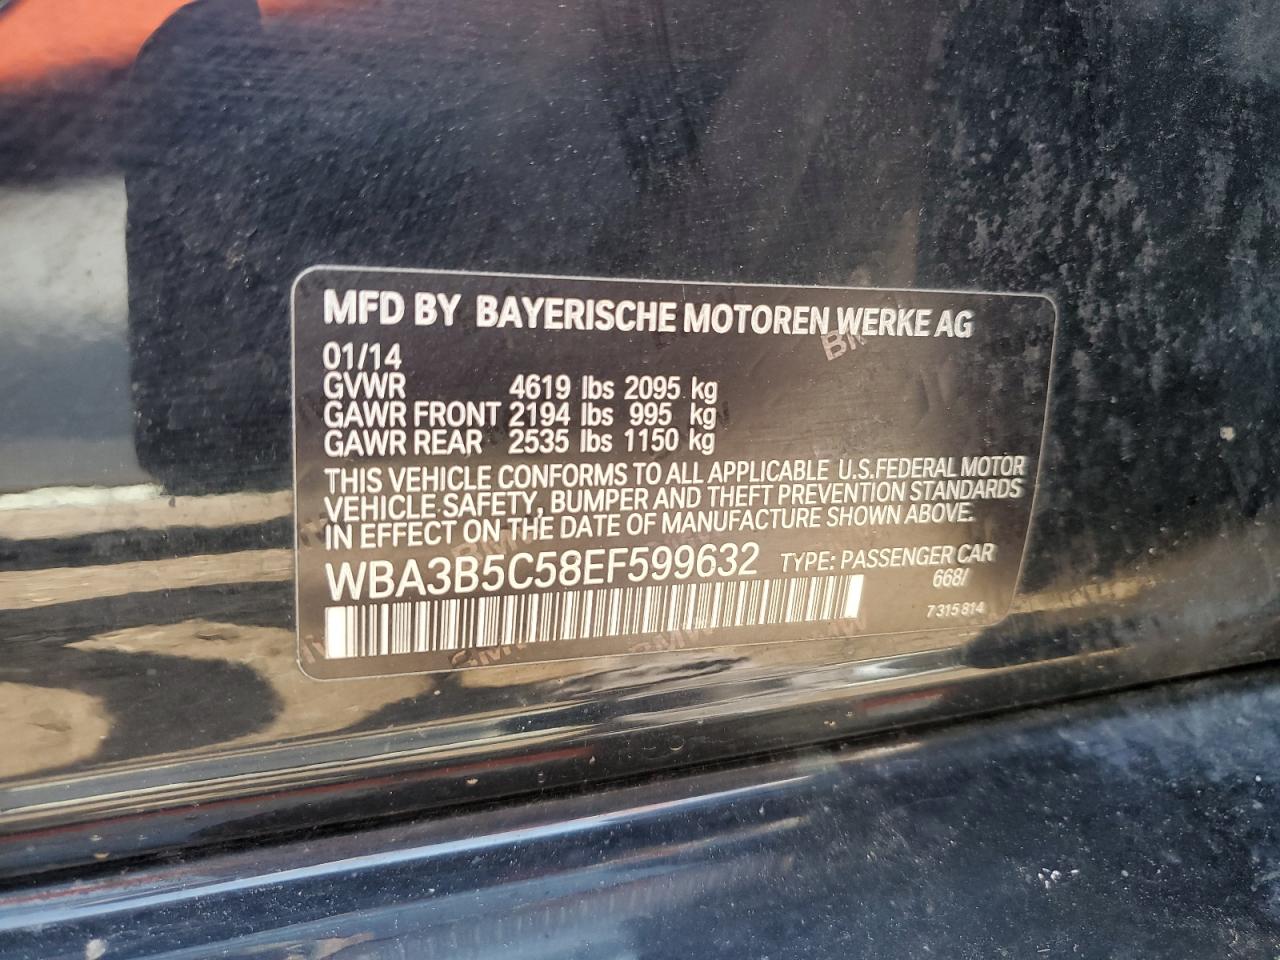 MFD BY BAYERISCHE MOTOREN WERKE AG
01/14
GVWR 4619 lbs 2095 kg
GAWR FRONT 2194 lbs 995 kg
GAWR REAR 2535 lbs 1150 kg
THIS VEHICLE CONFORMS TO ALL APPLICABLE U.S.FEDERAL MOTOR
VEHICLE SAFETY, BUMPER AND THEFT PREVENTION STANDARDS
IN EFFECT ON THE DATE OF MANUFACTURE SHOWN ABOVE.
WBA3B5C58EF599632 TYPE: PASSENGER CAR
668/
7 315 814
BMW
BMW
BMW